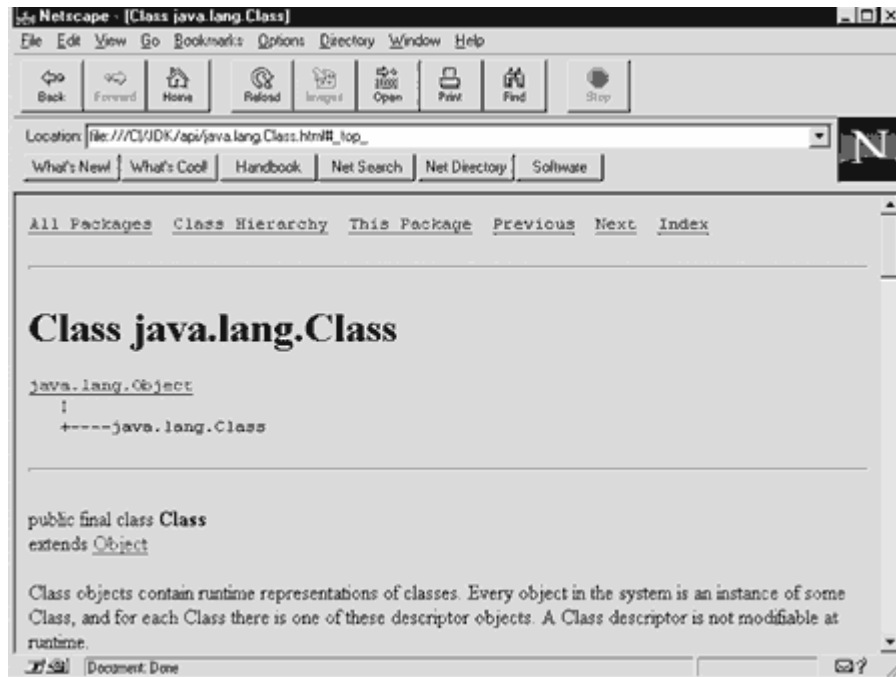 Netscape - [Class java.lang.Class]
File Edit View Go Bookmarks Options Directory Window Help
Back Forward Home Reload Images Open Print Find Stop
Location: file:///C|/JDK/api/java.lang.Class.html#_top_
N
What's New! What's Cool! Handbook Net Search Net Directory Software
All Packages Class Hierarchy This Package Previous Next Index
Class java.lang.Class
java.lang.Object
|
+----java.lang.Class
public final class Class
extends Object
Class objects contain runtime representations of classes. Every object in the system is an instance of some
Class, and for each Class there is one of these descriptor objects. A Class descriptor is not modifiable at
runtime.
Document: Done
?